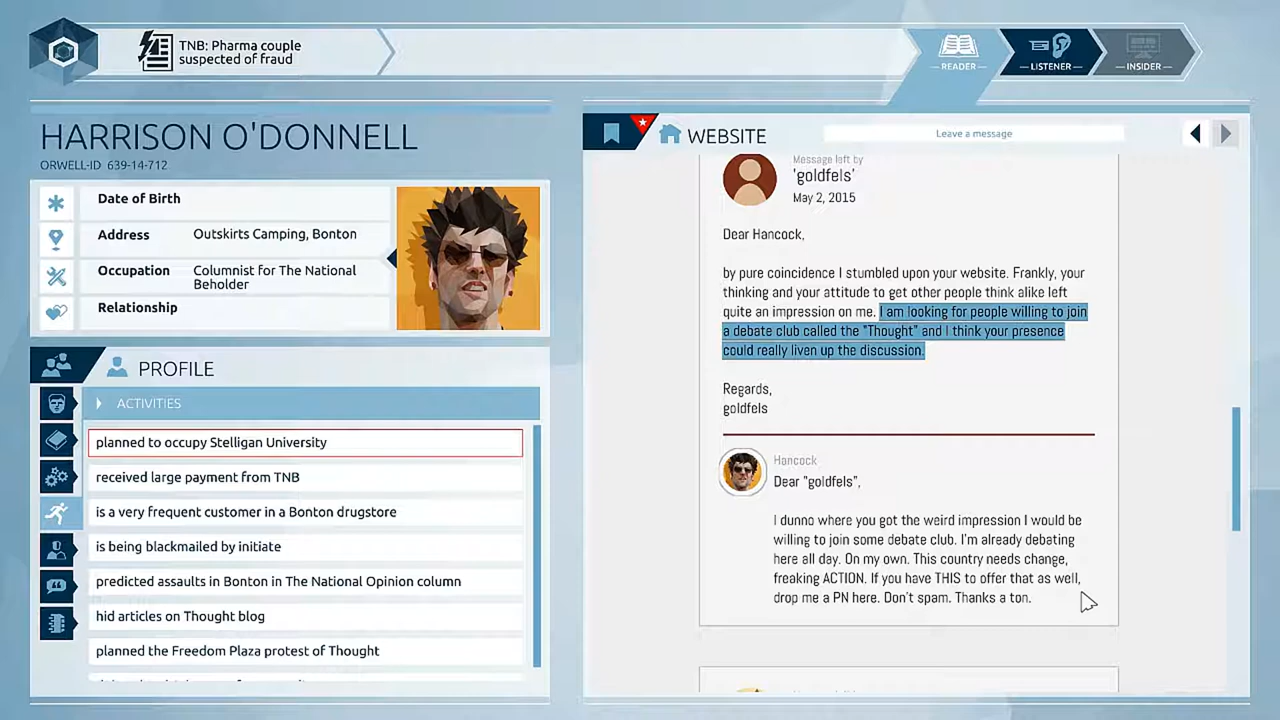 TNB: Pharma couple
suspected of fraud
READER
LISTENER
INSIDER
HARRISON O'DONNELL
ORWELL-ID 639-14-712
Date of Birth
Address Outskirts Camping, Bonton
Occupation Columnist for The National
Beholder
Relationship
PROFILE
ACTIVITIES
planned to occupy Stelligan University
received large payment from TNB
is a very frequent customer in a Bonton drugstore
is being blackmailed by initiate
predicted assaults in Bonton in The National Opinion column
hid articles on Thought blog
planned the Freedom Plaza protest of Thought
WEBSITE
Leave a message
Message left by
'goldfels'
May 2, 2015
Dear Hancock,
by pure coincidence I stumbled upon your website. Frankly, your
thinking and your attitude to get other people think alike left
quite an impression on me. I am looking for people willing to join
a debate club called the "Thought" and I think your presence
could really liven up the discussion.
Regards,
goldfels
Hancock
Dear "goldfels",
I dunno where you got the weird impression I would be
willing to join some debate club. I'm already debating
here all day. On my own. This country needs change,
freaking ACTION. If you have THIS to offer that as well,
drop me a PN here. Don't spam. Thanks a ton.